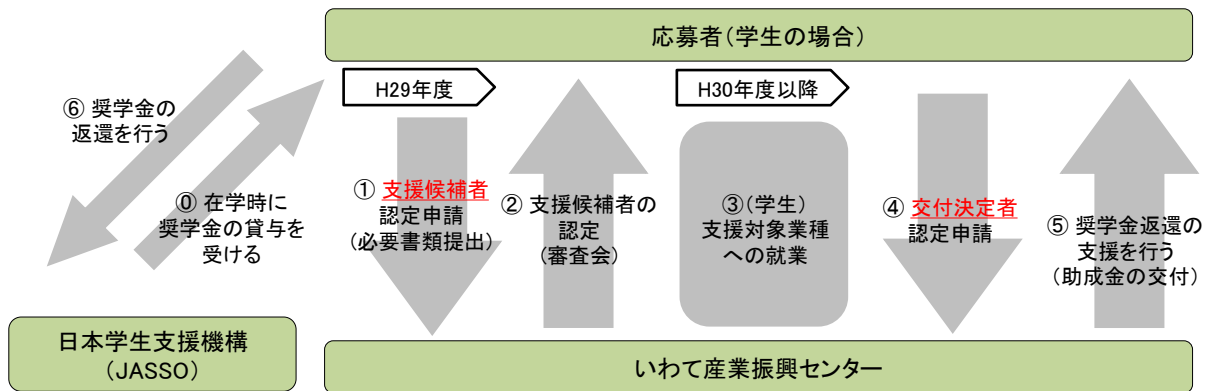 応募者(学生の場合)
H29年度
H30年度以降
⑥ 奨学金の
返還を行う
⓪ 在学時に
奨学金の貸与を
受ける
① 支援候補者
認定申請
(必要書類提出)
② 支援候補者の
認定
(審査会)
③(学生)
支援対象業種
への就業
④ 交付決定者
認定申請
⑤ 奨学金返還の
支援を行う
(助成金の交付)
日本学生支援機構
(JASSO)
いわて産業振興センター